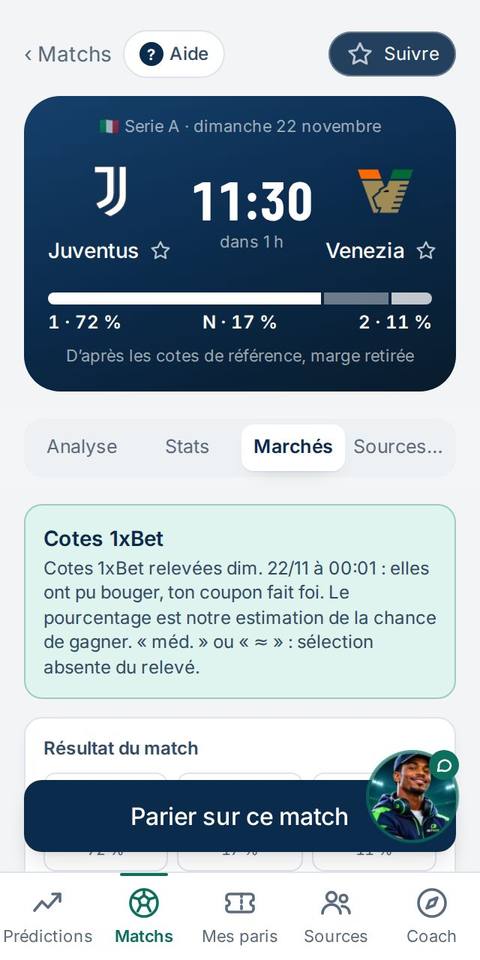 ‹ Matchs
? Aide
Suivre
Serie A · dimanche 22 novembre
11:30
dans 1 h
Juventus
Venezia
1 · 72 %
N · 17 %
2 · 11 %
D’après les cotes de référence, marge retirée
Analyse
Stats
Marchés
Sources…
Cotes 1xBet
Cotes 1xBet relevées dim. 22/11 à 00:01 : elles
ont pu bouger, ton coupon fait foi. Le
pourcentage est notre estimation de la chance
de gagner. « méd. » ou « ≈ » : sélection
absente du relevé.
Résultat du match
Parier sur ce match
72 %
17 %
11 %
Prédictions
Matchs
Mes paris
Sources
Coach